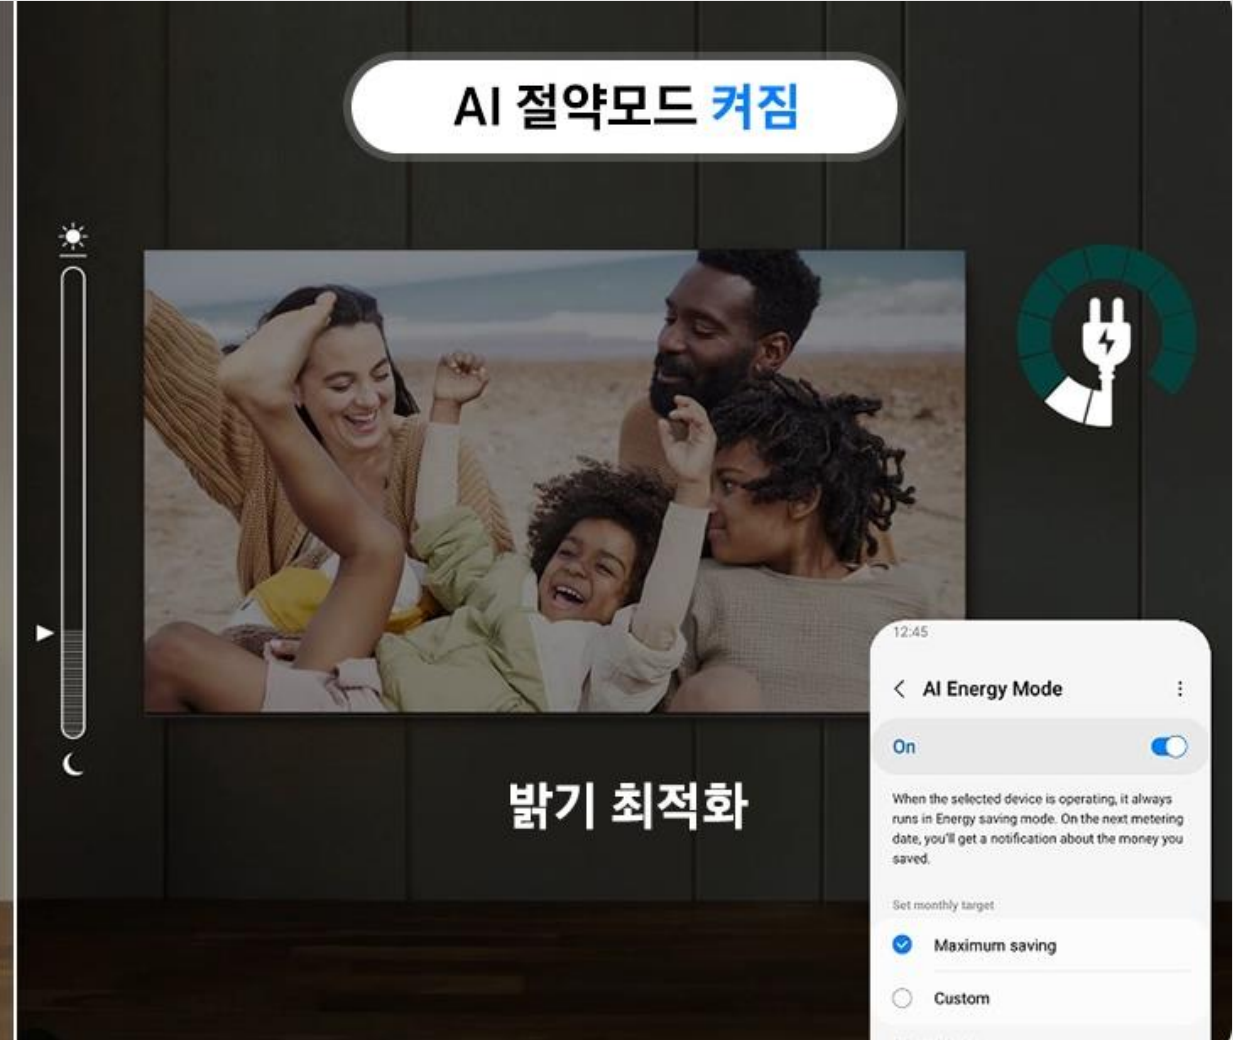 AI 절약모드 켜짐
밝기 최적화
12:45
AI Energy Mode
On
When the selected device is operating, it always
runs in Energy saving mode. On the next metering
date, you'll get a notification about the money you
saved.
Set monthly target
Maximum saving
Custom